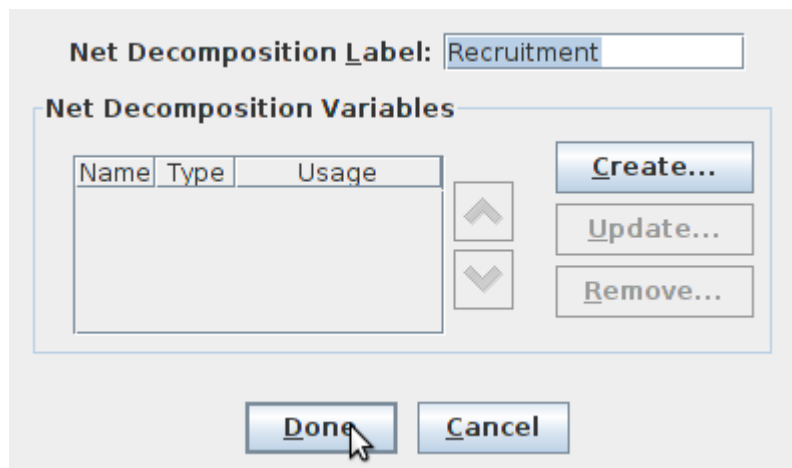 Net Decomposition Label: Recruitment
Net Decomposition Variables
Name Type Usage
Create...
Update...
Remove...
Done
Cancel